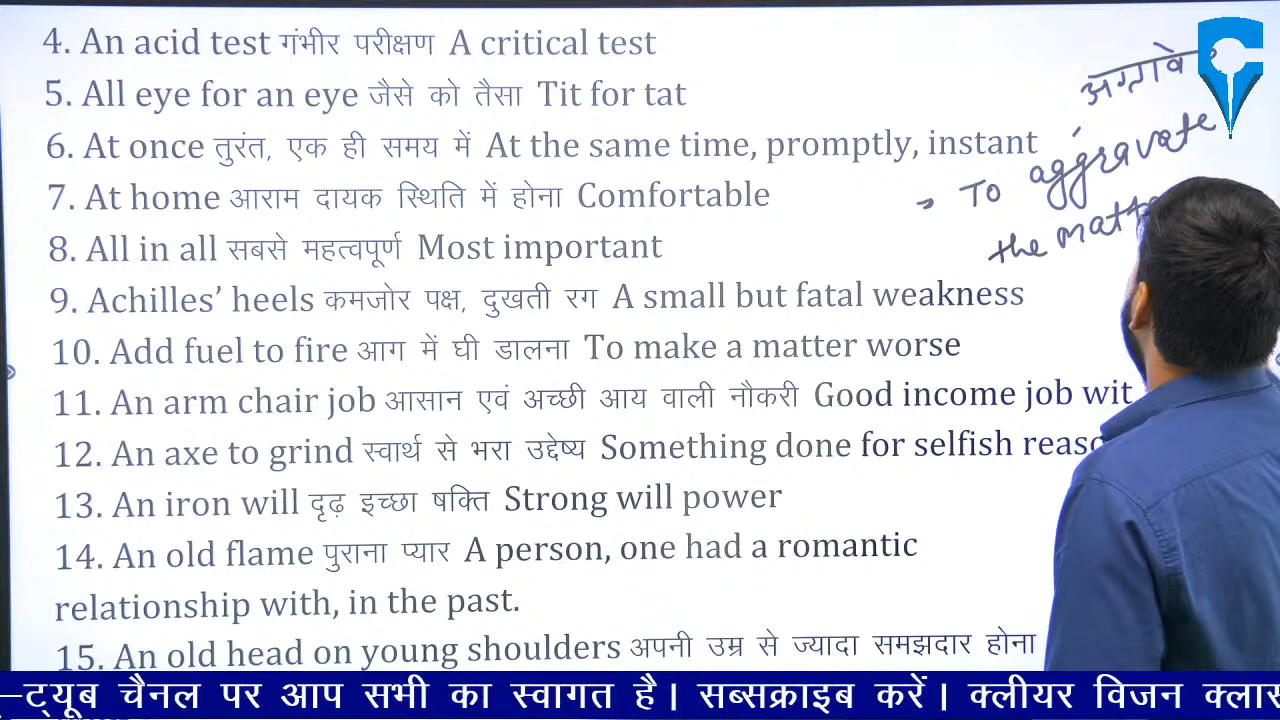 4. An acid test गंभीर परीक्षण A critical test
5. All eye for an eye जैसे को तैसा Tit for tat
6. At once तुरंत, एक ही समय में At the same time, promptly, instant
7. At home आराम दायक स्थिति में होना Comfortable
8. All in all सबसे महत्वपूर्ण Most important
9. Achilles’ heels कमजोर पक्ष, दुखती रग A small but fatal weakness
10. Add fuel to fire आग में घी डालना To make a matter worse
11. An arm chair job आसान एवं अच्छी आय वाली नौकरी Good income job wit
12. An axe to grind स्वार्थ से भरा उद्देष्य Something done for selfish reaso
13. An iron will दृढ़ इच्छा षक्ति Strong will power
14. An old flame पुराना प्यार A person, one had a romantic
relationship with, in the past.
15. An old head on young shoulders अपनी उम्र से ज्यादा समझदार होना
To aggravate
the matte
–ट्यूब चैनल पर आप सभी का स्वागत है। सब्सक्राइब करें। क्लीयर विजन क्लास